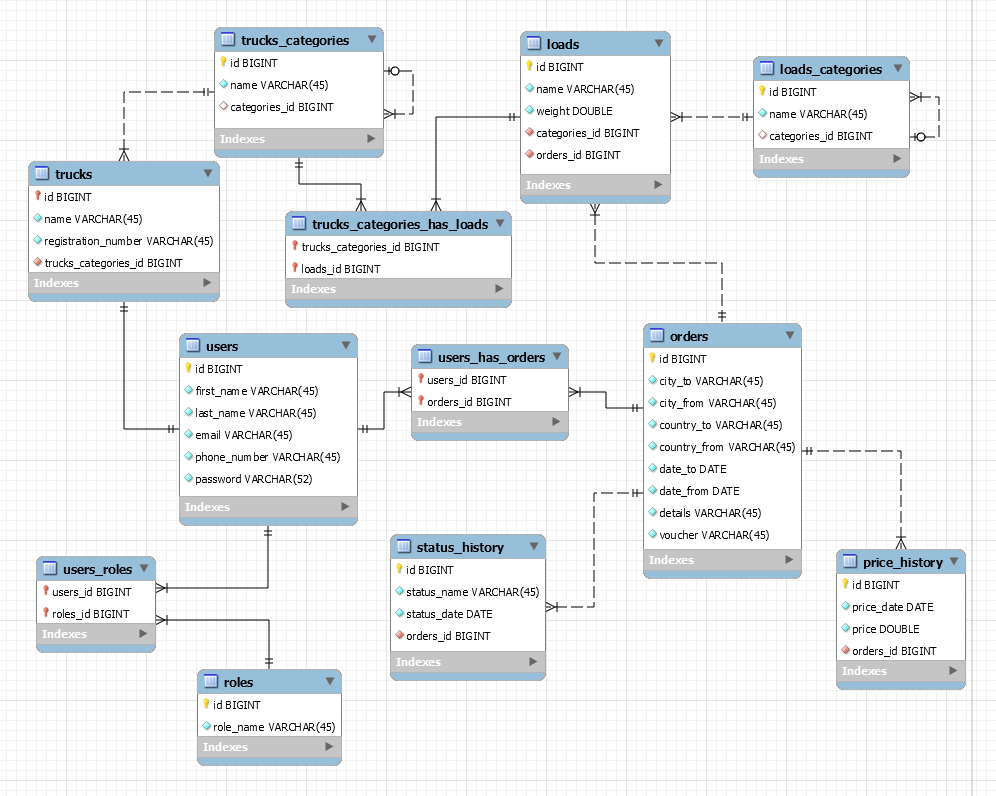 trucks_categories
id BIGINT
name VARCHAR(45)
categories_id BIGINT
Indexes
loads
id BIGINT
name VARCHAR(45)
weight DOUBLE
categories_id BIGINT
orders_id BIGINT
Indexes
loads_categories
id BIGINT
name VARCHAR(45)
categories_id BIGINT
Indexes
trucks
id BIGINT
name VARCHAR(45)
registration_number VARCHAR(45)
trucks_categories_id BIGINT
Indexes
trucks_categories_has_loads
trucks_categories_id BIGINT
loads_id BIGINT
Indexes
users
id BIGINT
first_name VARCHAR(45)
last_name VARCHAR(45)
email VARCHAR(45)
phone_number VARCHAR(45)
password VARCHAR(52)
Indexes
users_has_orders
users_id BIGINT
orders_id BIGINT
Indexes
orders
id BIGINT
city_to VARCHAR(45)
city_from VARCHAR(45)
country_to VARCHAR(45)
country_from VARCHAR(45)
date_to DATE
date_from DATE
details VARCHAR(45)
voucher VARCHAR(45)
Indexes
users_roles
users_id BIGINT
roles_id BIGINT
Indexes
status_history
id BIGINT
status_name VARCHAR(45)
status_date DATE
orders_id BIGINT
Indexes
price_history
id BIGINT
price_date DATE
price DOUBLE
orders_id BIGINT
Indexes
roles
id BIGINT
role_name VARCHAR(45)
Indexes